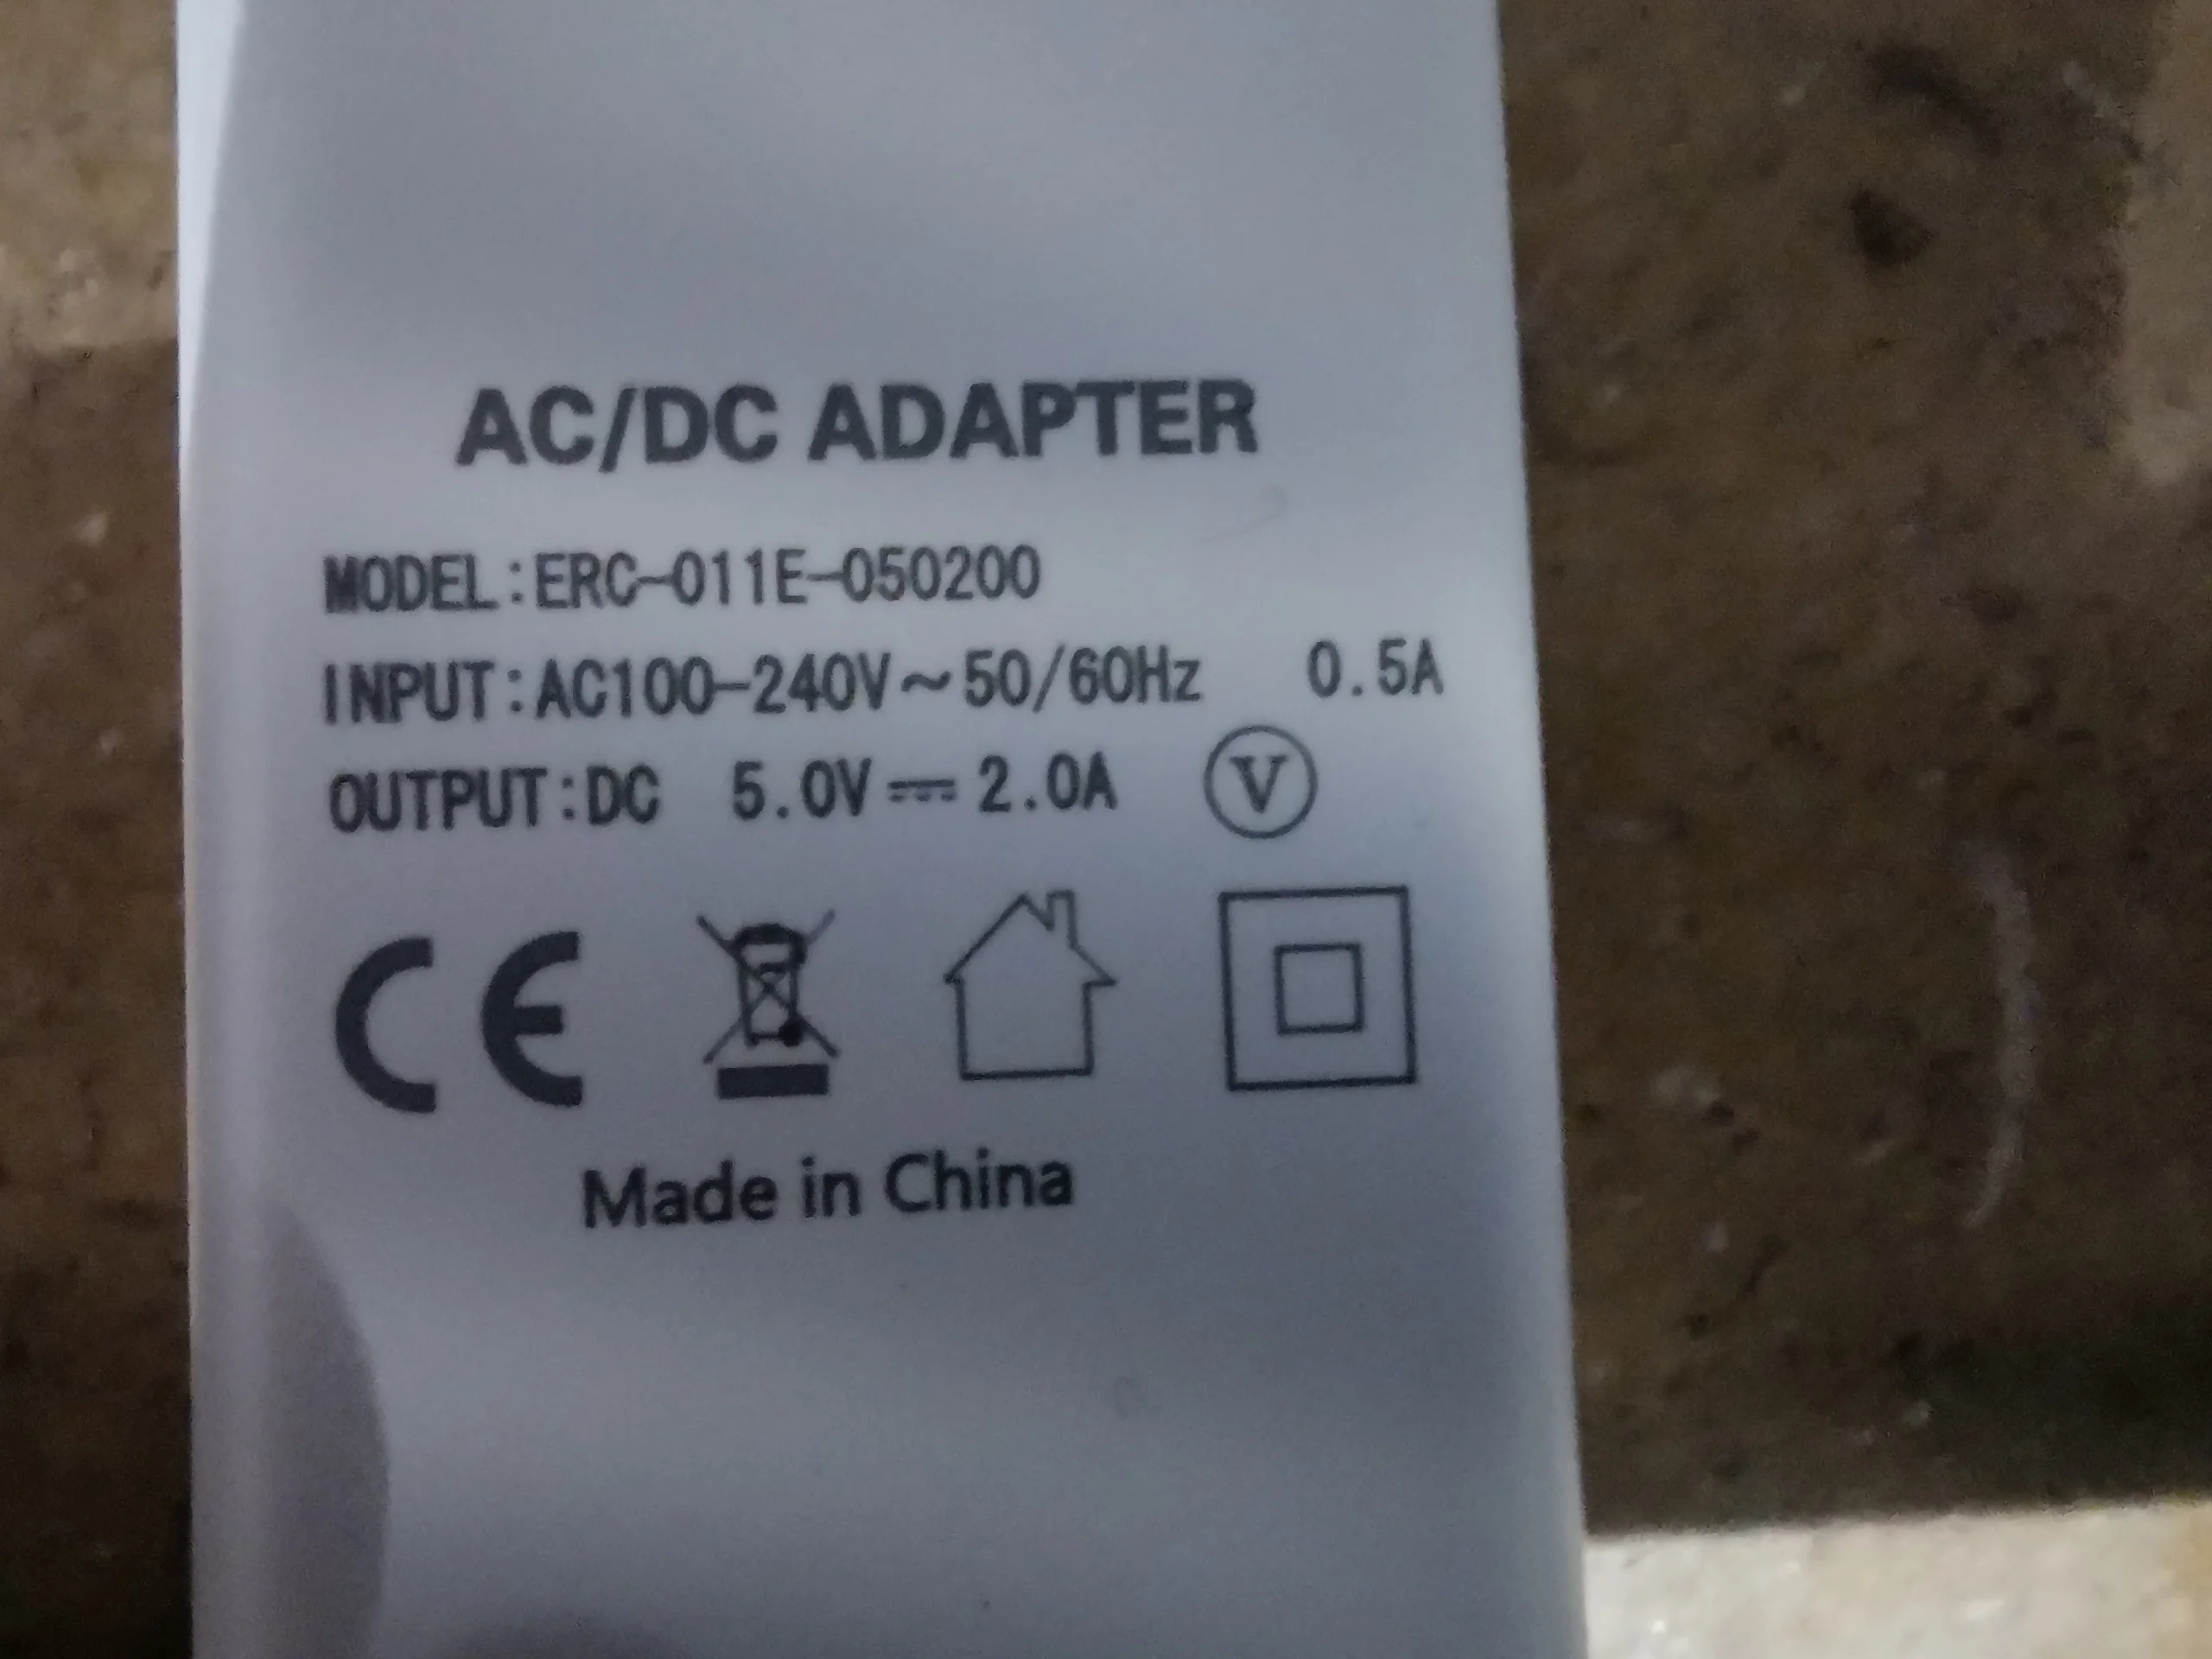 AC/DC ADAPTER
MODEL:ERC-011E-050200
INPUT:AC100-240V~50/60Hz 0.5A
OUTPUT:DC 5.0V⎓2.0A Ⓥ
CE
Made in China